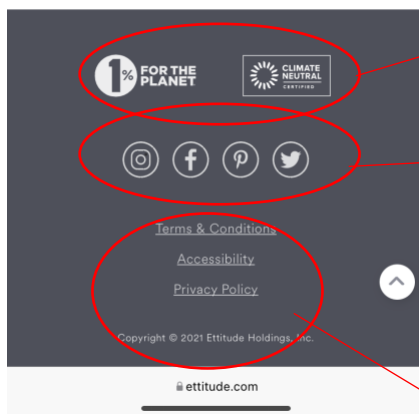 1% FOR THE PLANET
CLIMATE NEUTRAL CERTIFIED
Terms & Conditions
Accessibility
Privacy Policy
Copyright © 2021 Ettitude Holdings, Inc.
ettitude.com